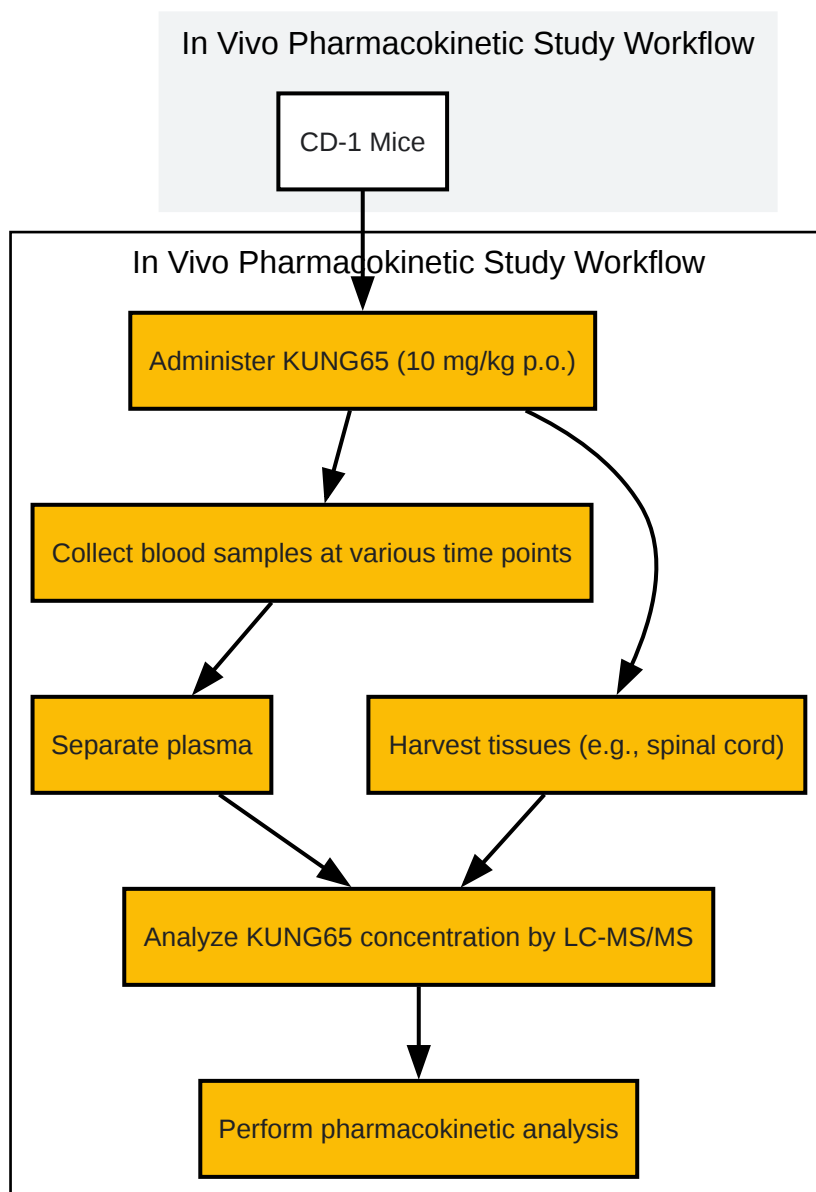 In Vivo Pharmacokinetic Study Workflow
CD-1 Mice
In Vivo Pharmacokinetic Study Workflow
Administer KUNG65 (10 mg/kg p.o.)
Collect blood samples at various time points
Separate plasma
Harvest tissues (e.g., spinal cord)
Analyze KUNG65 concentration by LC-MS/MS
Perform pharmacokinetic analysis